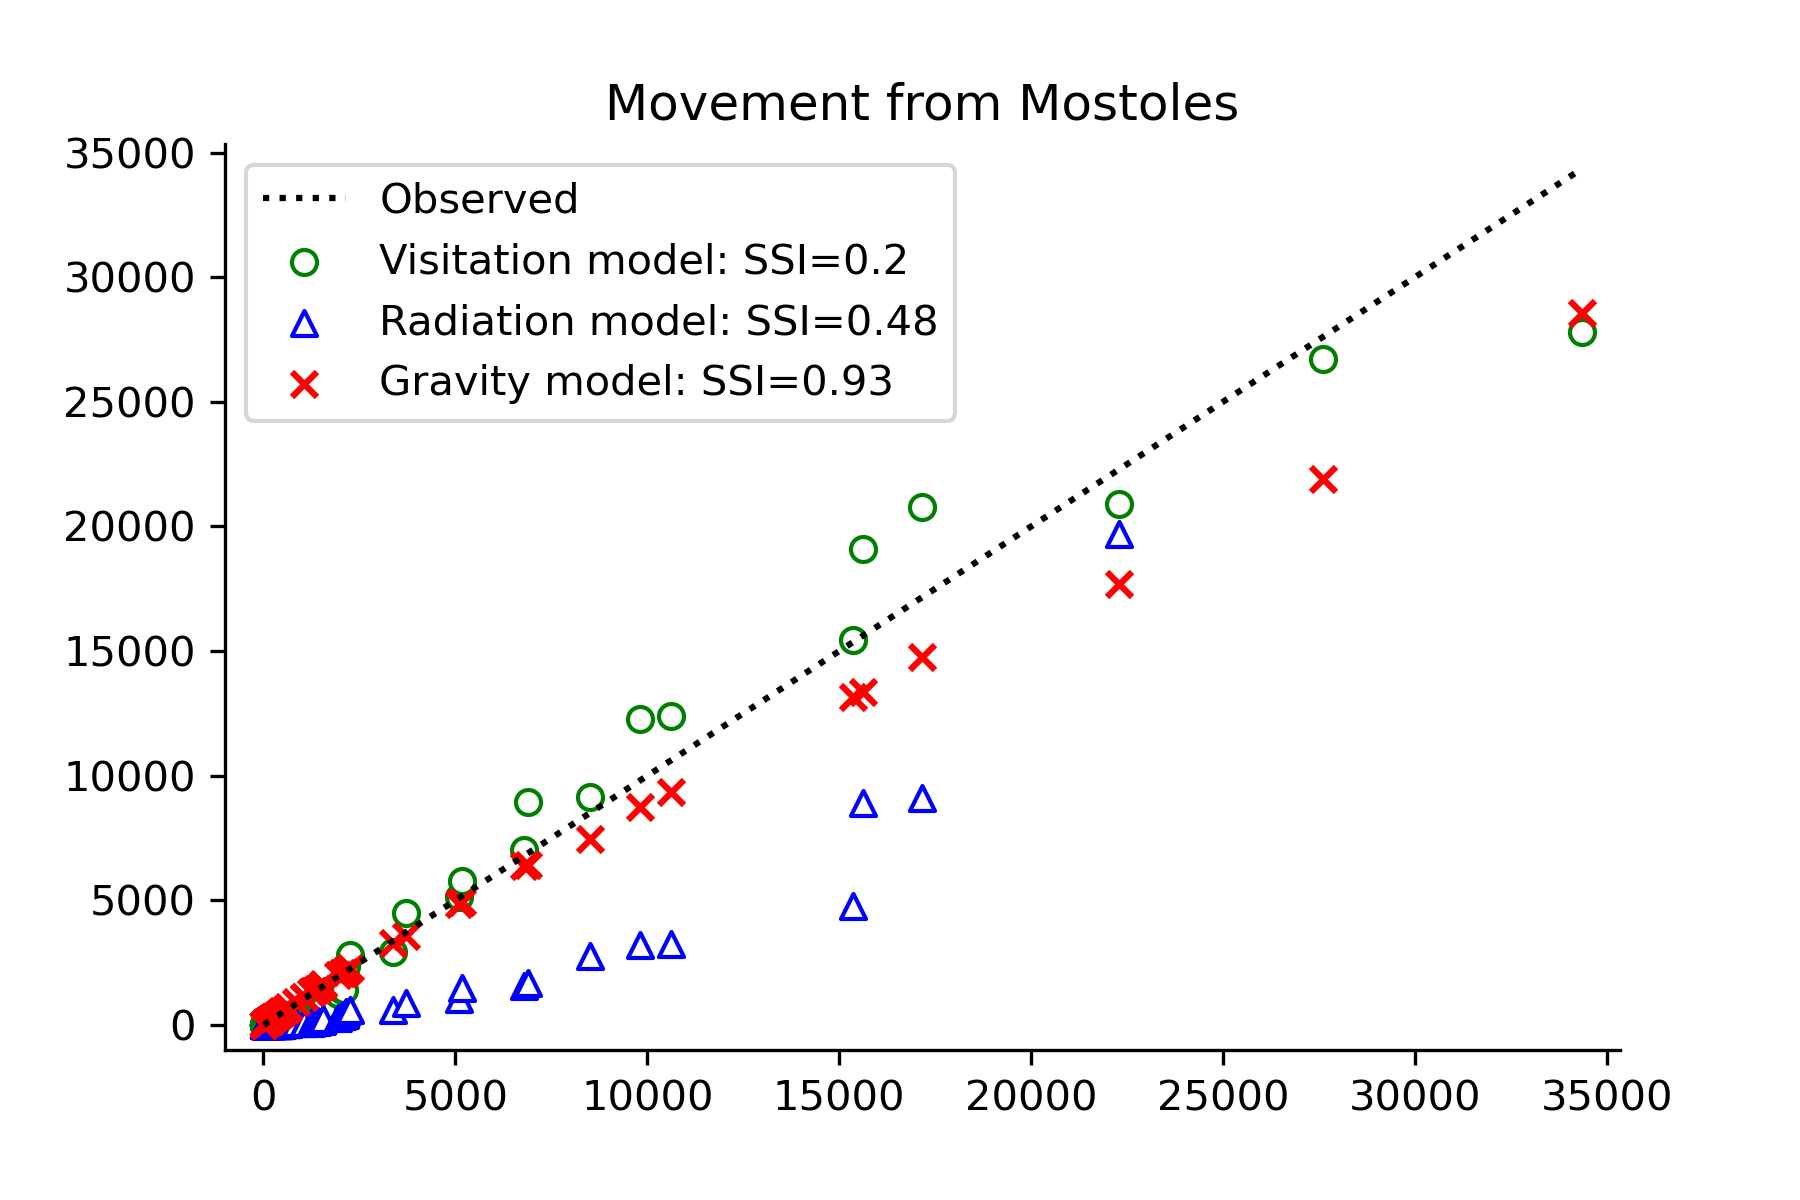 Movement from Mostoles
35000
30000
25000
20000
15000
10000
5000
0
Observed
Visitation model: SSI=0.2
Radiation model: SSI=0.48
Gravity model: SSI=0.93
0 5000 10000 15000 20000 25000 30000 35000